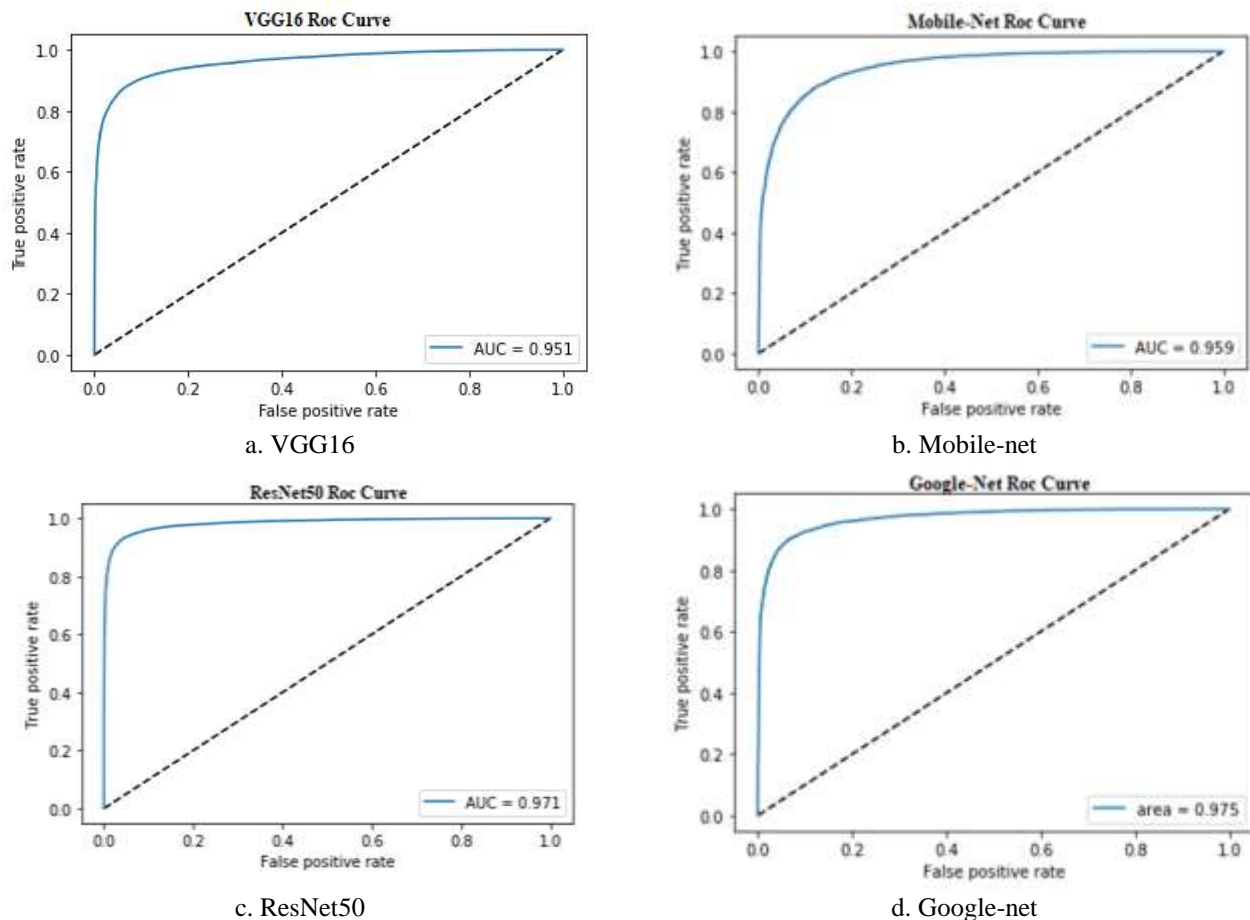 VGG16 Roc Curve
1.0
0.8
0.6
0.4
0.2
0.0
True positive rate
AUC = 0.951
0.0 0.2 0.4 0.6 0.8 1.0
False positive rate
a. VGG16
Mobile-Net Roc Curve
1.0
0.8
0.6
0.4
0.2
0.0
True positive rate
AUC = 0.959
0.0 0.2 0.4 0.6 0.8 1.0
False positive rate
b. Mobile-net
ResNet50 Roc Curve
1.0
0.8
0.6
0.4
0.2
0.0
True positive rate
AUC = 0.971
0.0 0.2 0.4 0.6 0.8 1.0
False positive rate
c. ResNet50
Google-Net Roc Curve
1.0
0.8
0.6
0.4
0.2
0.0
True positive rate
area = 0.975
0.0 0.2 0.4 0.6 0.8 1.0
False positive rate
d. Google-net